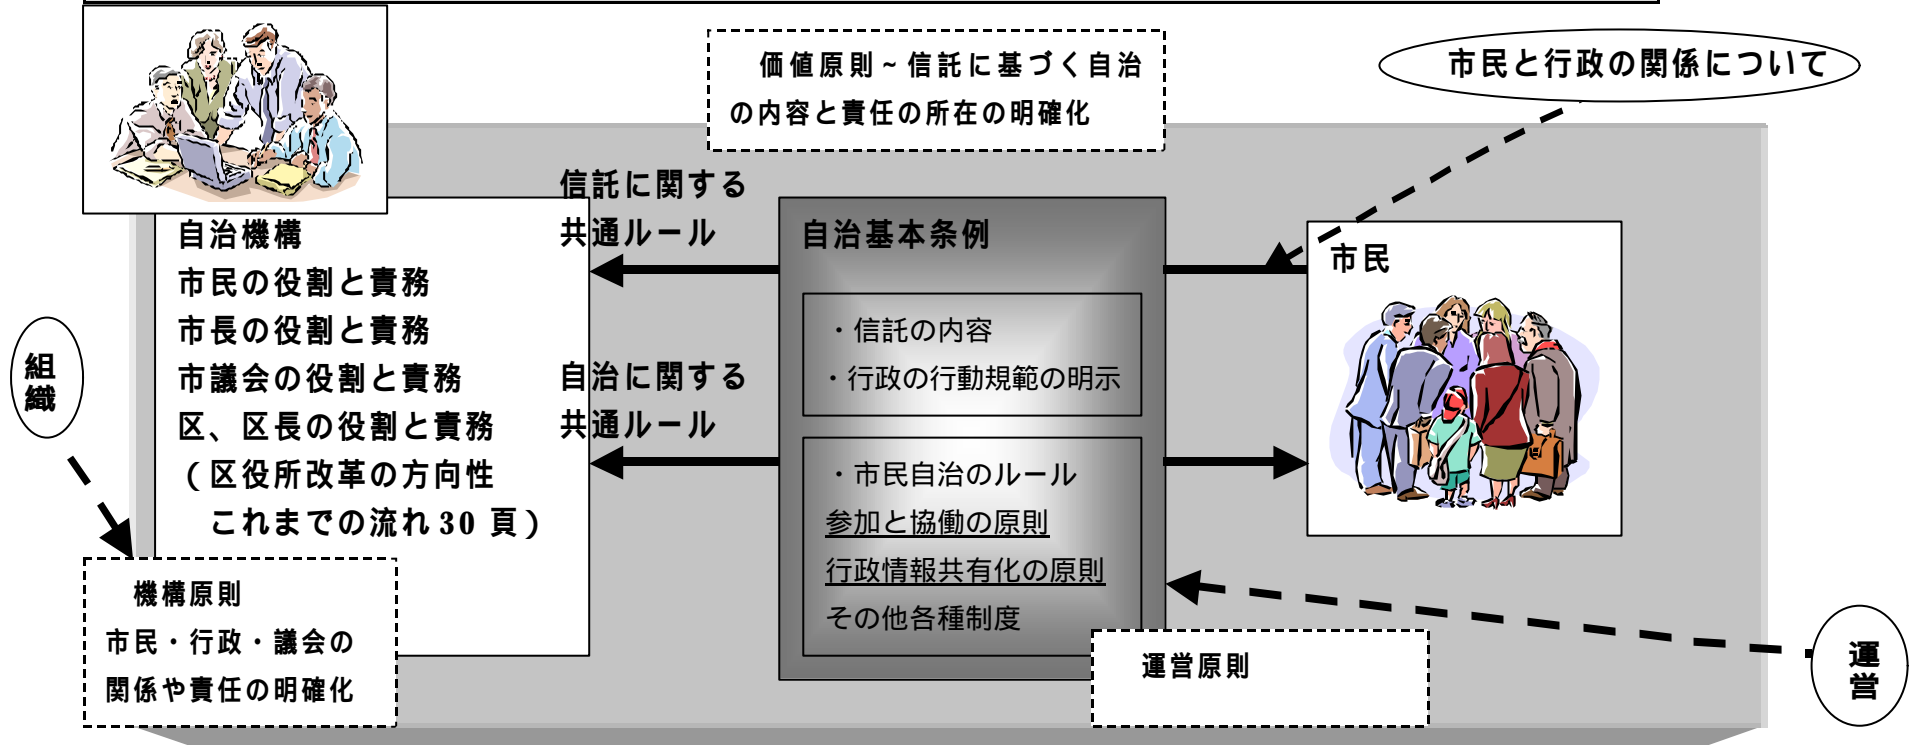 価値原則~信託に基づく自治
の内容と責任の所在の明確化
市民と行政の関係について
信託に関する
共通ルール
自治機構
市民の役割と責務
市長の役割と責務
市議会の役割と責務
区、区長の役割と責務
(区役所改革の方向性
これまでの流れ30 頁)
自治に関する
共通ルール
自治基本条例
・信託の内容
・行政の行動規範の明示
・市民自治のルール
参加と協働の原則
行政情報共有化の原則
その他各種制度
市民
組織
機構原則
市民・行政・議会の
関係や責任の明確化
運営原則
運営